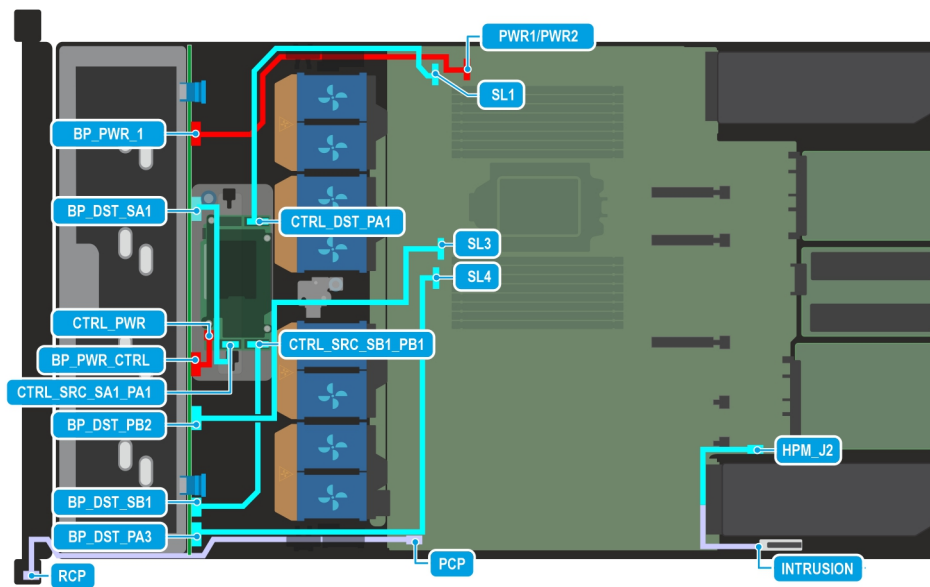 PWR1/PWR2
SL1
BP_PWR_1
BP_DST_SA1
CTRL_DST_PA1
SL3
SL4
CTRL_PWR
CTRL_SRC_SB1_PB1
BP_PWR_CTRL
CTRL_SRC_SA1_PA1
BP_DST_PB2
HPM_J2
BP_DST_SB1
BP_DST_PA3
PCP
INTRUSION
RCP